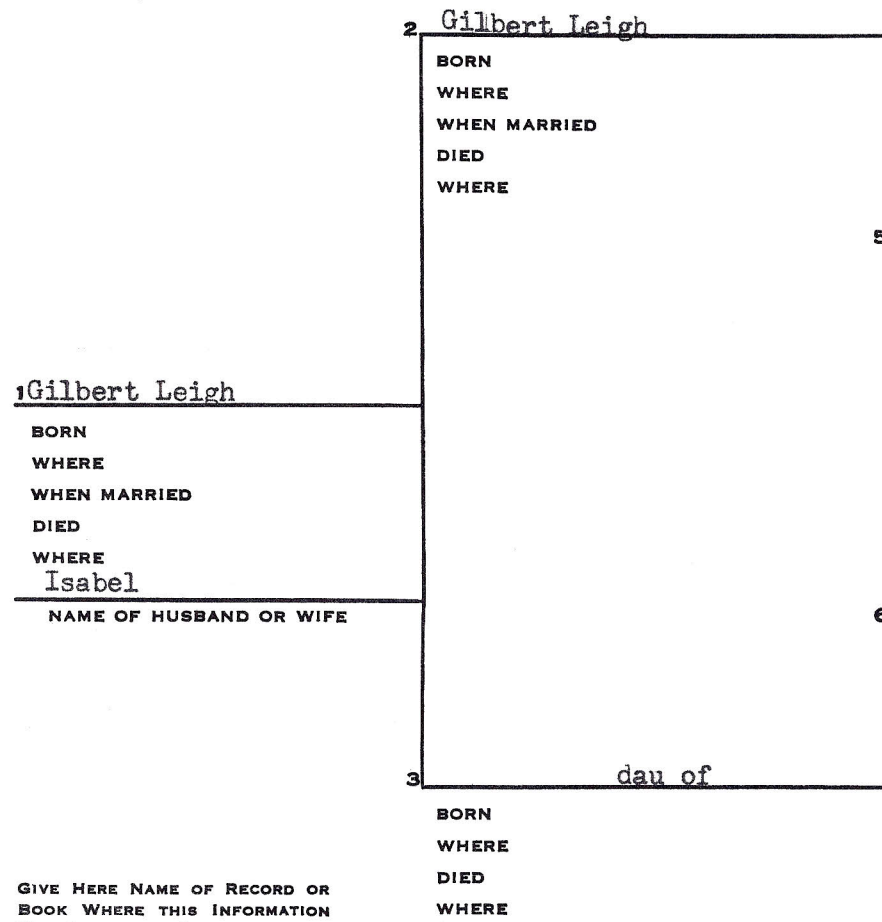 2 Gilbert Leigh
BORN
WHERE
WHEN MARRIED
DIED
WHERE
5
1 Gilbert Leigh
BORN
WHERE
WHEN MARRIED
DIED
WHERE
Isabel
NAME OF HUSBAND OR WIFE
6
3 dau of
BORN
WHERE
DIED
WHERE
GIVE HERE NAME OF RECORD OR
BOOK WHERE THIS INFORMATION